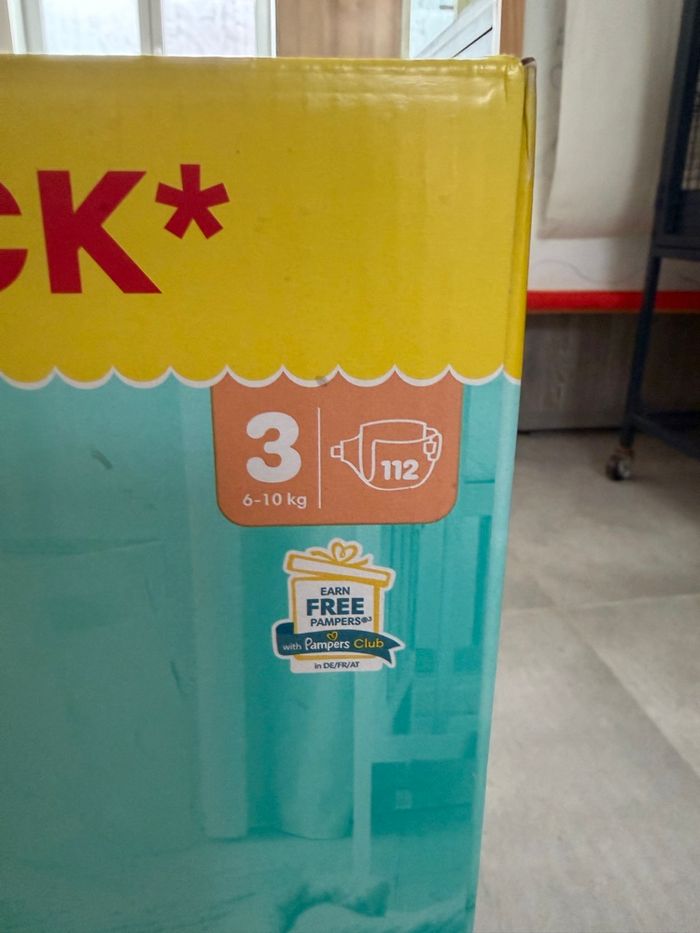 CK*
3
112
6-10 kg
EARN
FREE
PAMPERS®³
with Pampers Club
in DE/FR/AT